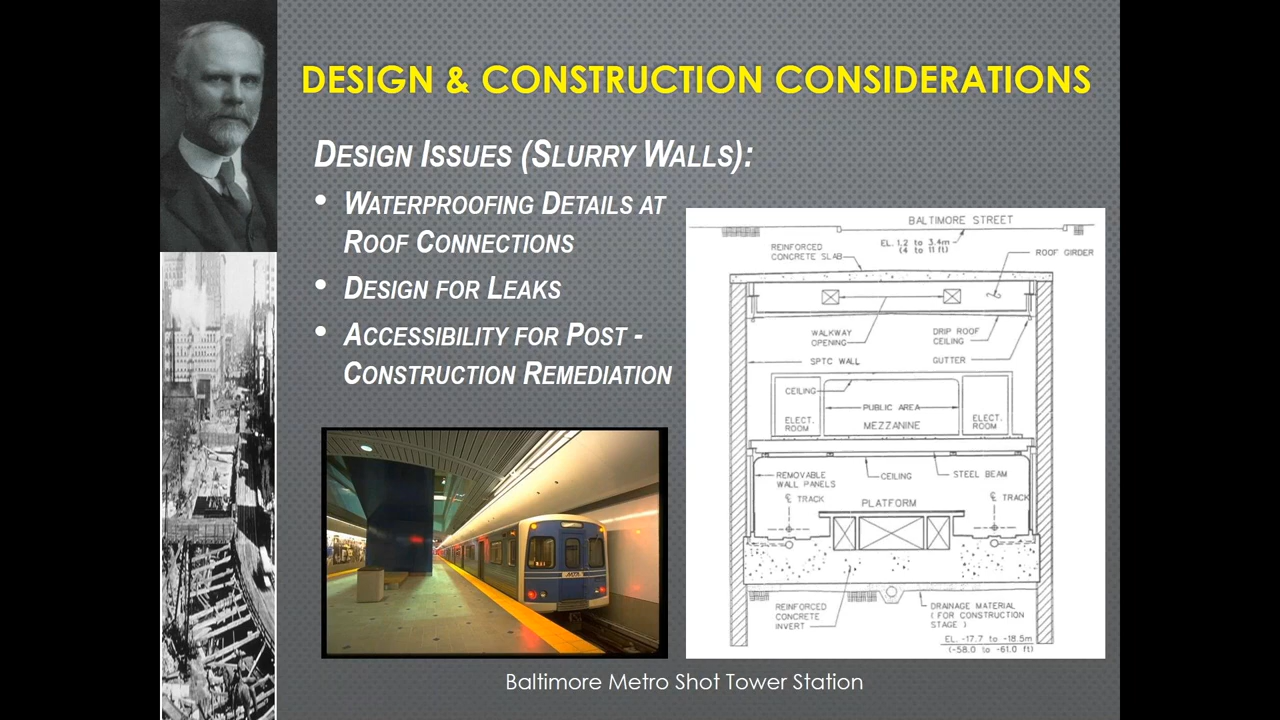 DESIGN & CONSTRUCTION CONSIDERATIONS
DESIGN ISSUES (SLURRY WALLS):
• WATERPROOFING DETAILS AT
ROOF CONNECTIONS
• DESIGN FOR LEAKS
• ACCESSIBILITY FOR POST -
CONSTRUCTION REMEDIATION
BALTIMORE STREET
REINFORCED
CONCRETE SLAB
EL. 1.2 to 3.4m
(4 to 11 ft)
ROOF GIRDER
WALKWAY
OPENING
DRIP ROOF
CEILING
SPTC WALL
GUTTER
CEILING
PUBLIC AREA
ELECT.
ROOM
MEZZANINE
ELECT.
ROOM
REMOVABLE
WALL PANELS
CEILING
STEEL BEAM
℄ TRACK
PLATFORM
℄ TRACK
REINFORCED
CONCRETE
INVERT
DRAINAGE MATERIAL
(FOR CONSTRUCTION
STAGE)
EL. -17.7 to -18.5m
(-58.0 to -61.0 ft)
Baltimore Metro Shot Tower Station